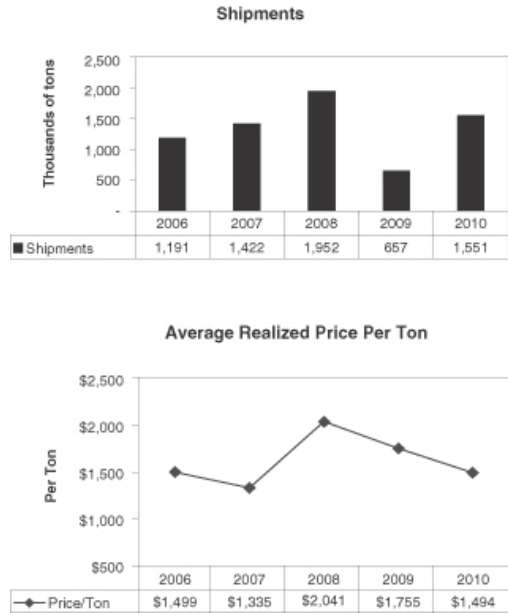 Shipments
Thousands of tons
2,500
2,000
1,500
1,000
500
-
2006 2007 2008 2009 2010
Shipments 1,191 1,422 1,952 657 1,551
Average Realized Price Per Ton
Per Ton
$2,500
$2,000
$1,500
$1,000
$500
2006 2007 2008 2009 2010
Price/Ton $1,499 $1,335 $2,041 $1,755 $1,494